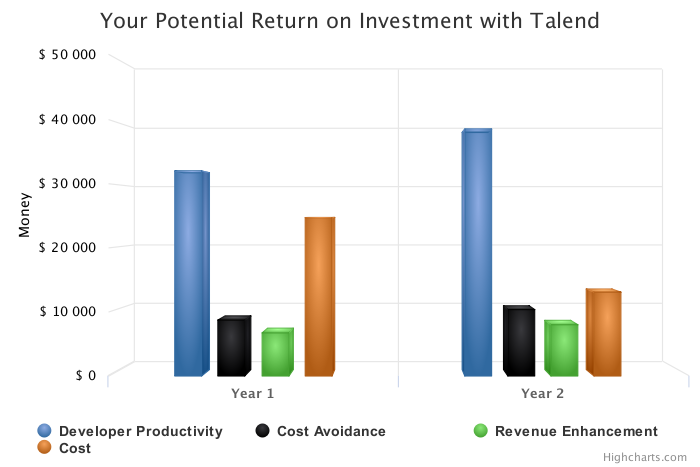 Your Potential Return on Investment with Talend
$ 50 000
$ 40 000
$ 30 000
$ 20 000
$ 10 000
$ 0
Money
Year 1
Year 2
Developer Productivity
Cost Avoidance
Revenue Enhancement
Cost
Highcharts.com